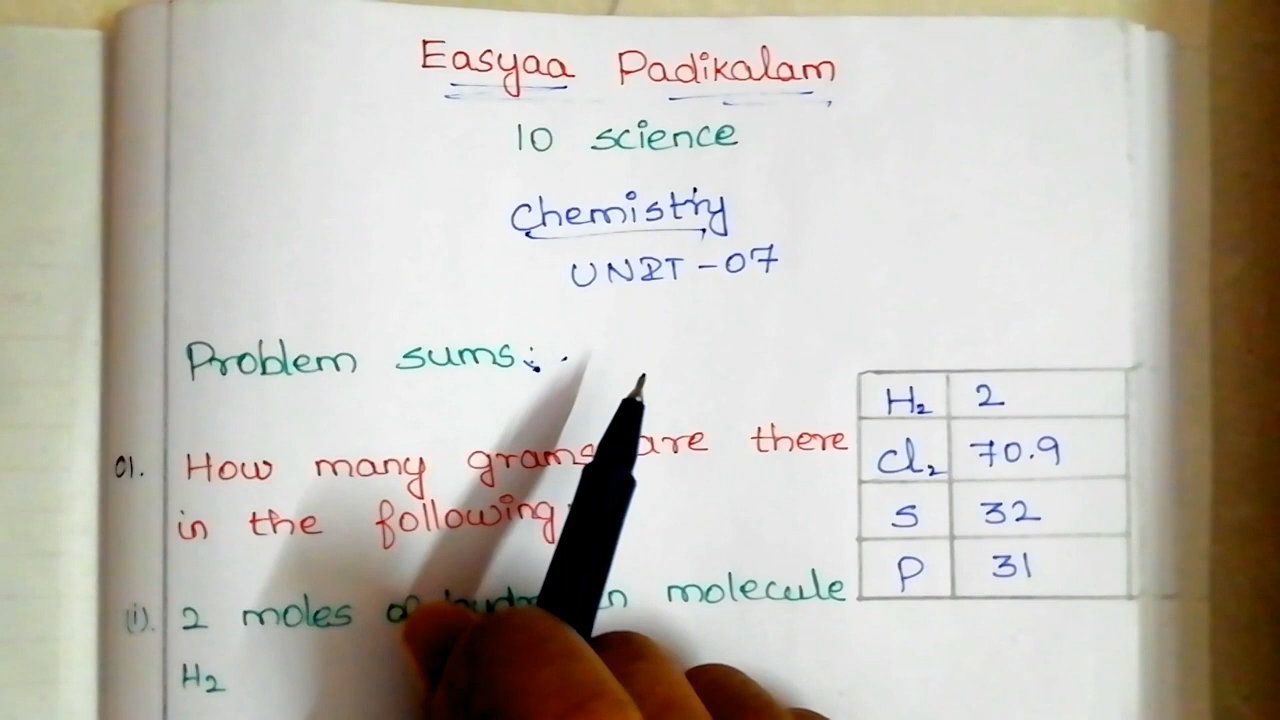 Easyaa Padikalam
10 science
Chemistry
UNIT - 07
Problem sums:
01. How many grams are there
in the following
(i). 2 moles of hydrogen molecule
H₂
H₂ 2
Cl₂ 70.9
S 32
P 31